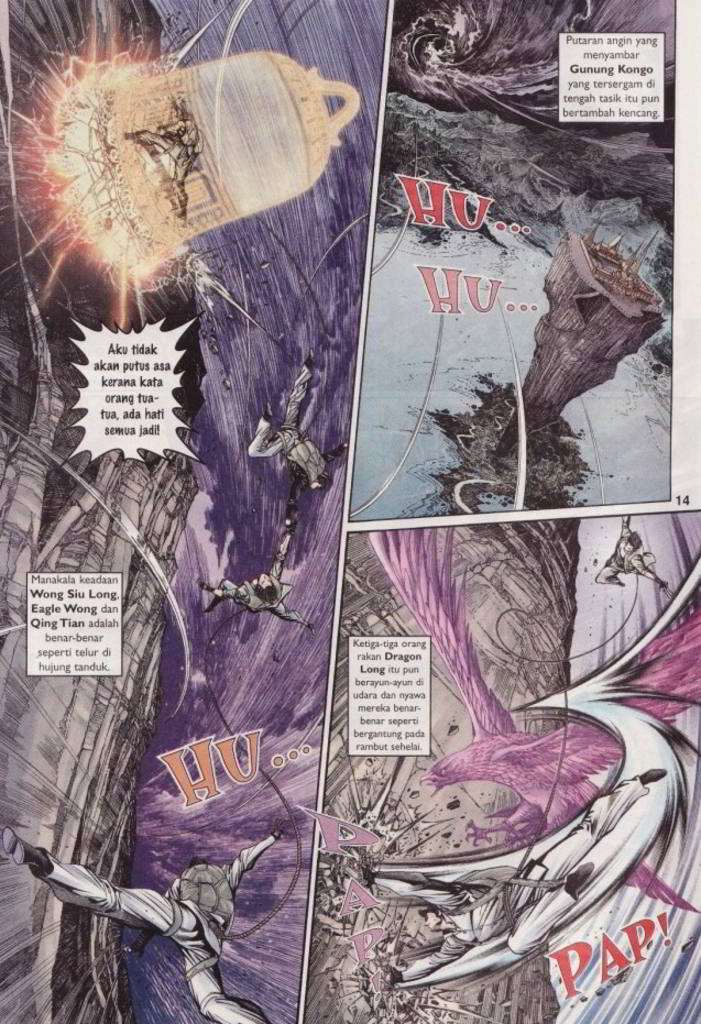 Aku tidak
akan putus asa
kerana kata
orang tua-
tua, ada hati
semua jadi!
Manakala keadaan
Wong Siu Long,
Eagle Wong dan
Qing Tian adalah
benar-benar
seperti telur di
hujung tanduk.
HU...
Putaran angin yang
menyambar
Gunung Kongo
yang tersergam di
tengah tasik itu pun
bertambah kencang.
HU...
HU...
14
Ketiga-tiga orang
rakan Dragon
Long itu pun
berayun-ayun di
udara dan nyawa
mereka benar-
benar seperti
bergantung pada
rambut sehelai.
PAP!
PAP!
PAP!